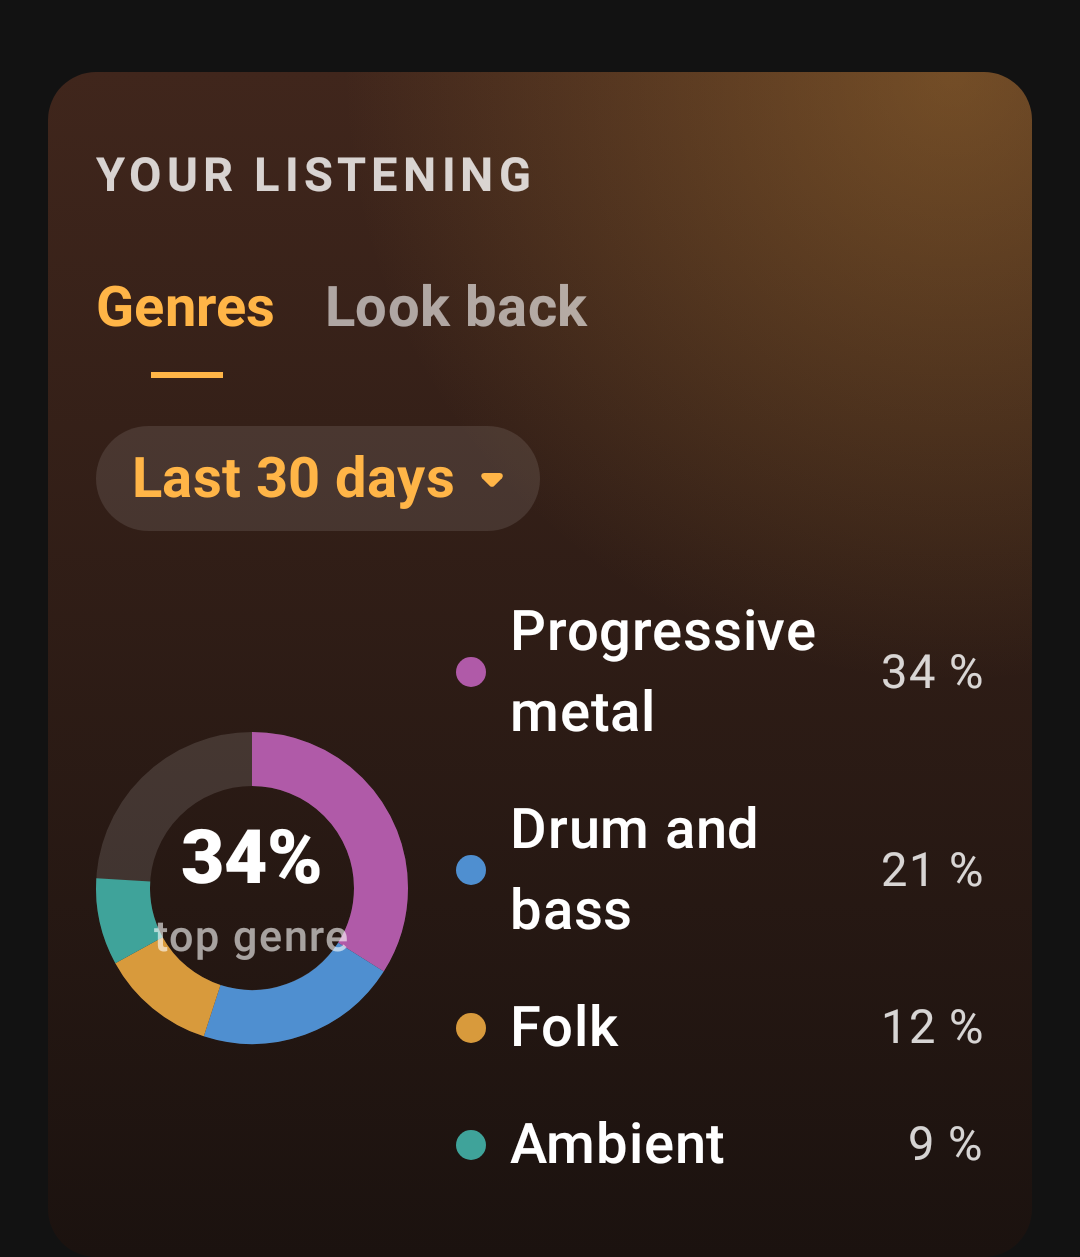 YOUR LISTENING
Genres
Look back
Last 30 days
Progressive
metal
34 %
Drum and
bass
21 %
Folk
12 %
Ambient
9 %
34%
top genre